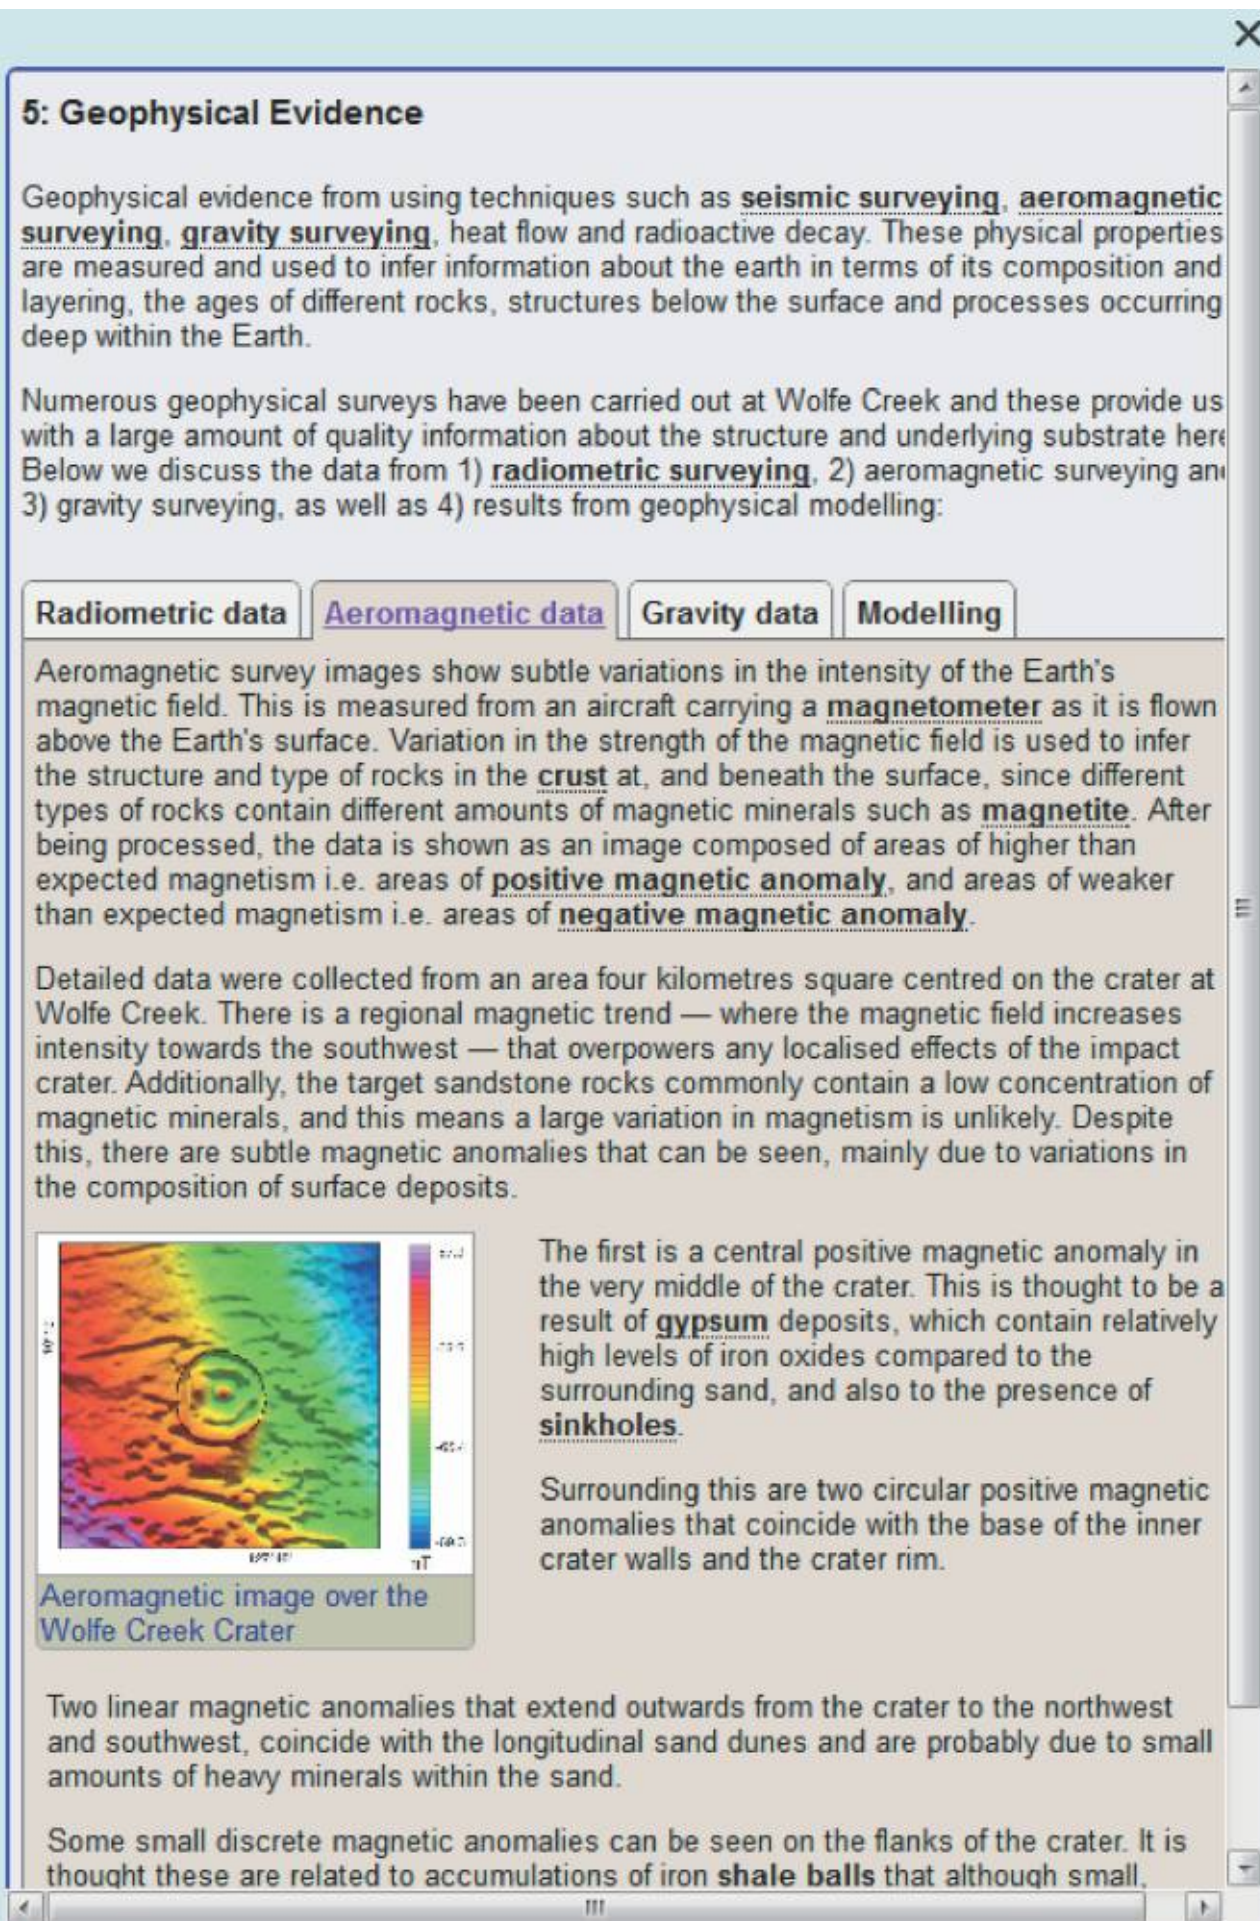 5: Geophysical Evidence
Geophysical evidence from using techniques such as seismic surveying, aeromagnetic
surveying, gravity surveying, heat flow and radioactive decay. These physical properties
are measured and used to infer information about the earth in terms of its composition and
layering, the ages of different rocks, structures below the surface and processes occurring
deep within the Earth.
Numerous geophysical surveys have been carried out at Wolfe Creek and these provide us
with a large amount of quality information about the structure and underlying substrate here
Below we discuss the data from 1) radiometric surveying, 2) aeromagnetic surveying an
3) gravity surveying, as well as 4) results from geophysical modelling:
Radiometric data Aeromagnetic data Gravity data Modelling
Aeromagnetic survey images show subtle variations in the intensity of the Earth's
magnetic field. This is measured from an aircraft carrying a magnetometer as it is flown
above the Earth's surface. Variation in the strength of the magnetic field is used to infer
the structure and type of rocks in the crust at, and beneath the surface, since different
types of rocks contain different amounts of magnetic minerals such as magnetite. After
being processed, the data is shown as an image composed of areas of higher than
expected magnetism i.e. areas of positive magnetic anomaly, and areas of weaker
than expected magnetism i.e. areas of negative magnetic anomaly.
Detailed data were collected from an area four kilometres square centred on the crater at
Wolfe Creek. There is a regional magnetic trend — where the magnetic field increases
intensity towards the southwest — that overpowers any localised effects of the impact
crater. Additionally, the target sandstone rocks commonly contain a low concentration of
magnetic minerals, and this means a large variation in magnetism is unlikely. Despite
this, there are subtle magnetic anomalies that can be seen, mainly due to variations in
the composition of surface deposits.
The first is a central positive magnetic anomaly in
the very middle of the crater. This is thought to be a
result of gypsum deposits, which contain relatively
high levels of iron oxides compared to the
surrounding sand, and also to the presence of
sinkholes.
Surrounding this are two circular positive magnetic
anomalies that coincide with the base of the inner
crater walls and the crater rim.
nT
Aeromagnetic image over the
Wolfe Creek Crater
Two linear magnetic anomalies that extend outwards from the crater to the northwest
and southwest, coincide with the longitudinal sand dunes and are probably due to small
amounts of heavy minerals within the sand.
Some small discrete magnetic anomalies can be seen on the flanks of the crater. It is
thought these are related to accumulations of iron shale balls that although small,